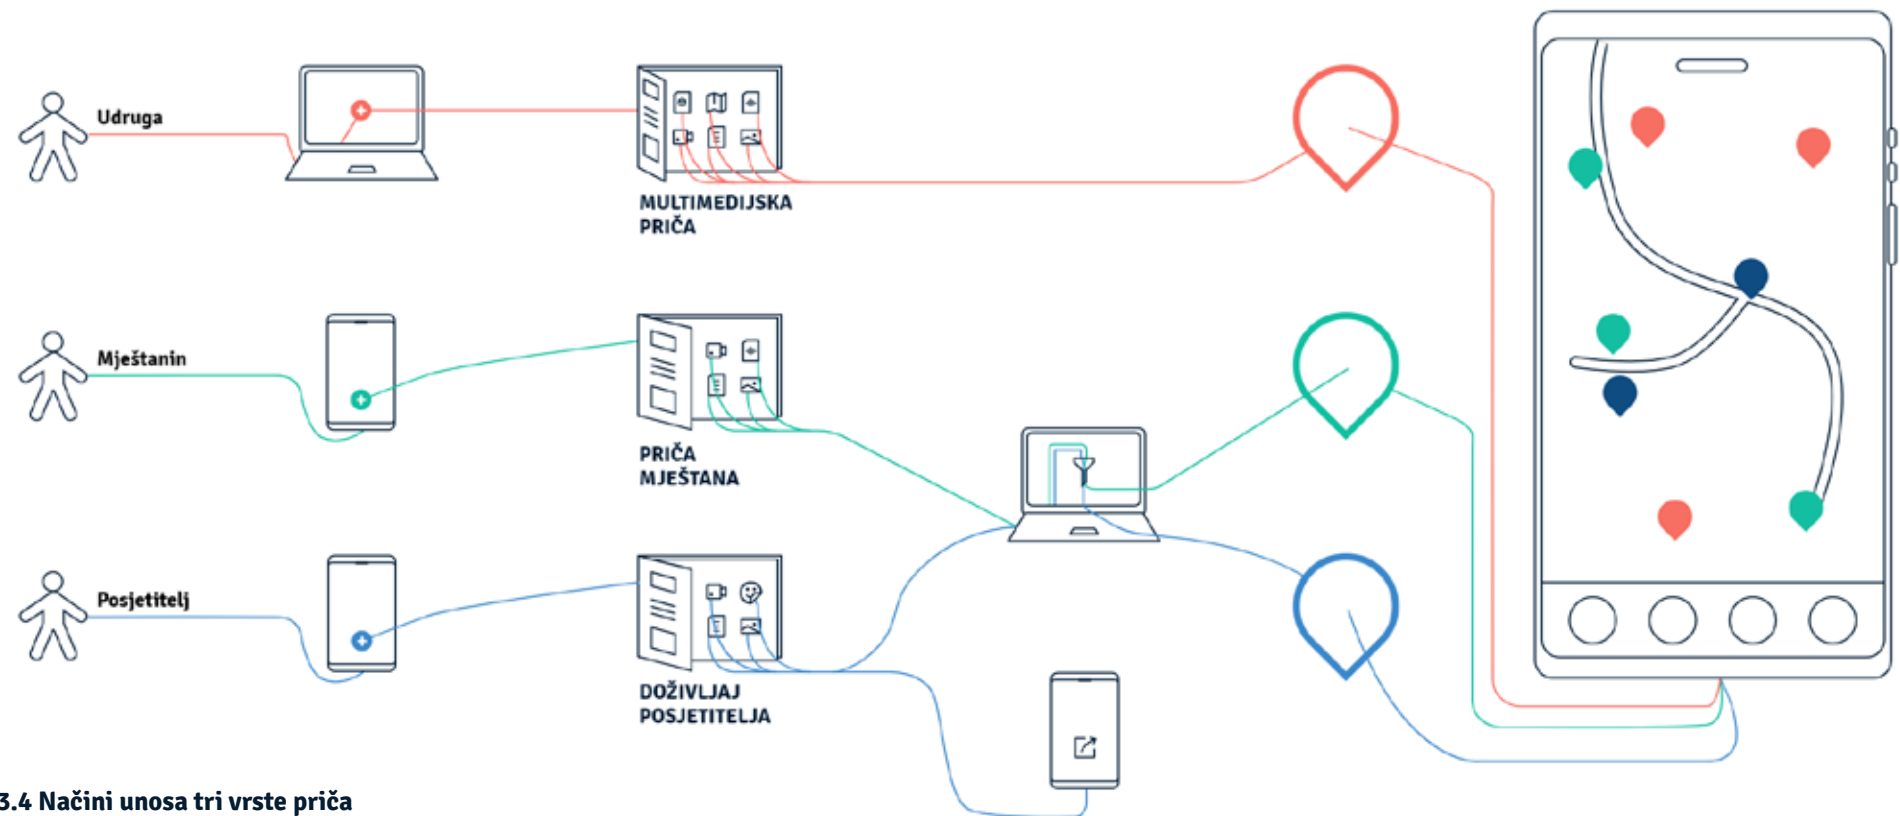 Udruga
MULTIMEDIJSKA
PRIČA
Mještanin
PRIČA
MJEŠTANA
Posjetitelj
DOŽIVLJAJ
POSJETITELJA
3.4 Načini unosa tri vrste priča